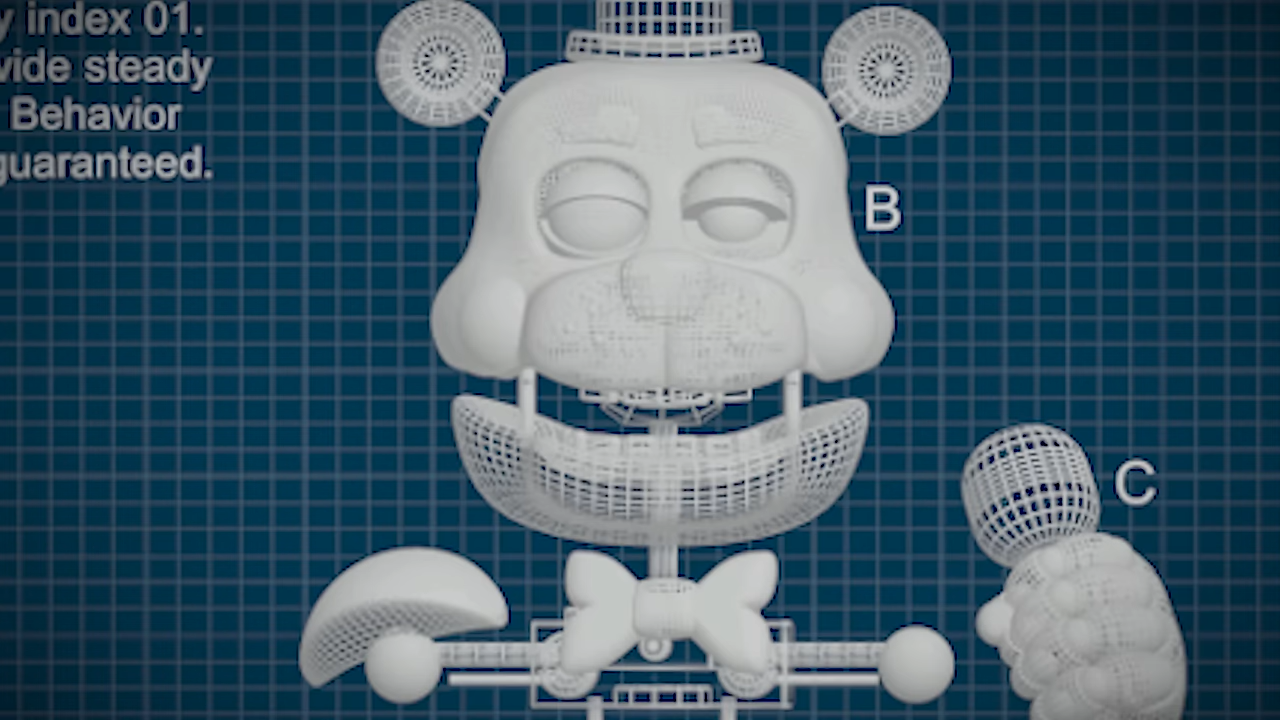 y index 01.
vide steady
Behavior
guaranteed.
B
C